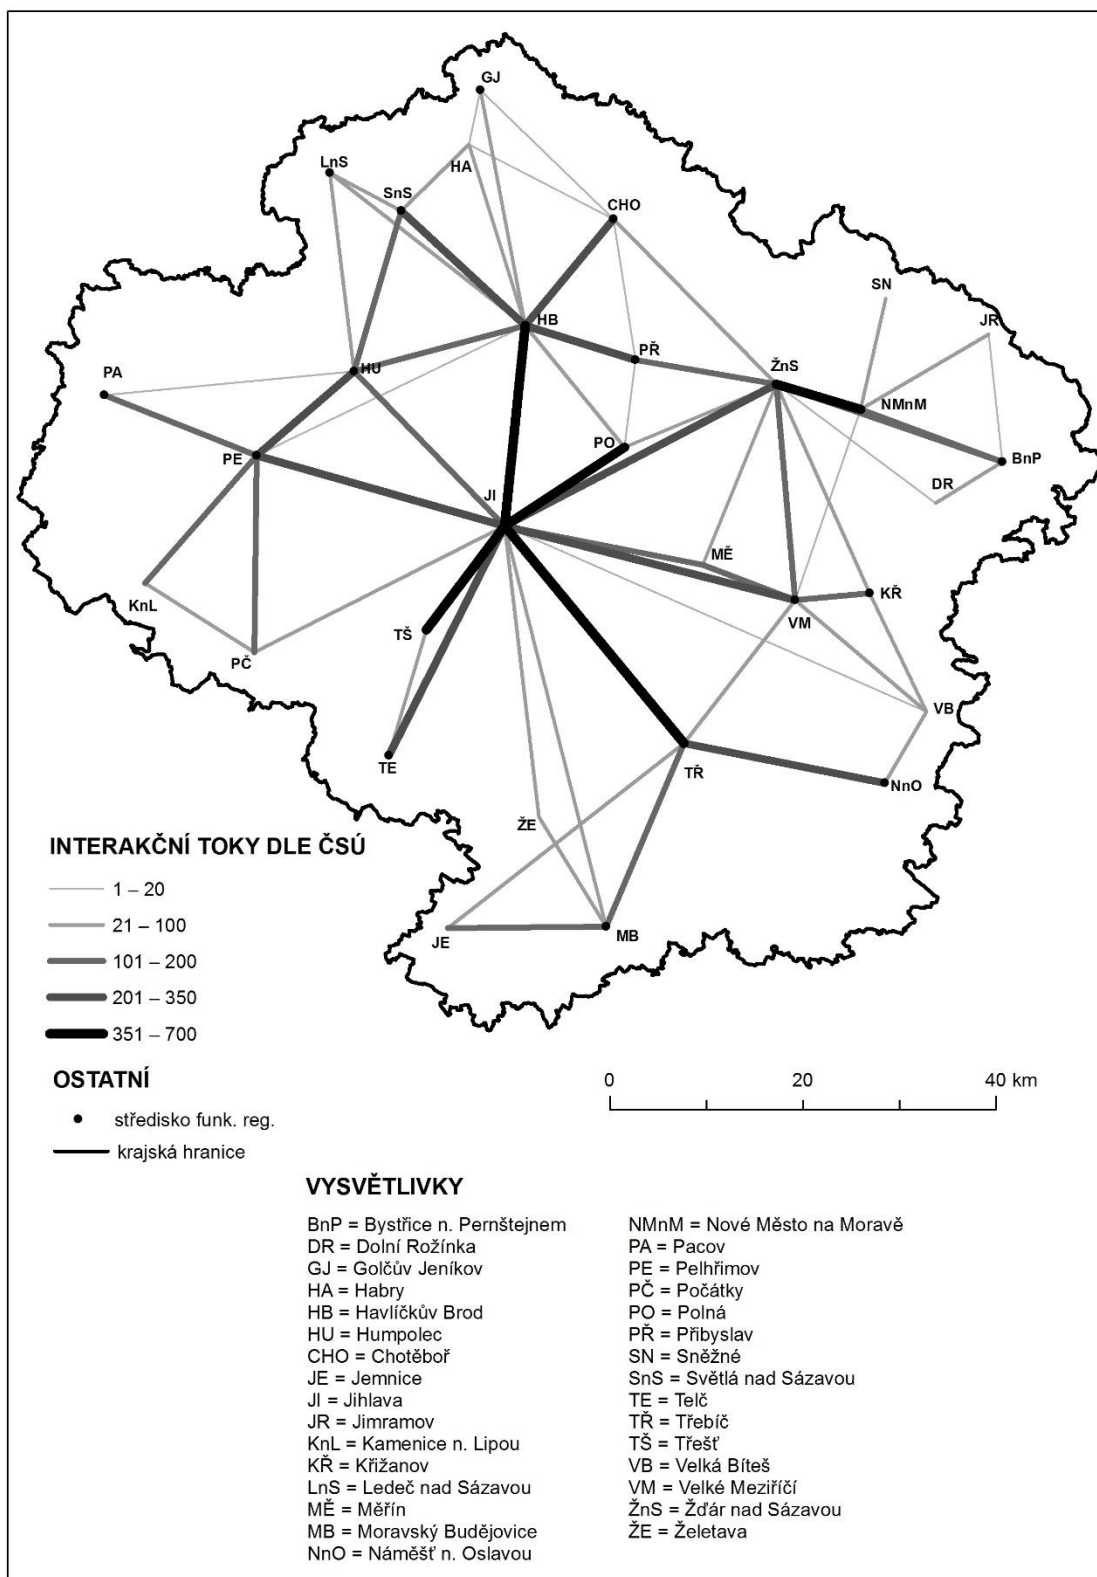 GJ
LnS
HA
SnS
CHO
SN
HB
JR
PŘ
ŽnS
HU
PA
NMnM
PO
PE
BnP
JI
DR
MĚ
KnL
KŘ
VM
TŠ
PČ
VB
TE
TŘ
NnO
ŽE
JE
MB
INTERAKČNÍ TOKY DLE ČSÚ
1 – 20
21 – 100
101 – 200
201 – 350
351 – 700
OSTATNÍ
středisko funk. reg.
krajská hranice
0 20 40 km
VYSVĚTLIVKY
BnP = Bystřice n. Pernštejnem
DR = Dolní Rožínka
GJ = Golčův Jeníkov
HA = Habry
HB = Havlíčkův Brod
HU = Humpolec
CHO = Chotěboř
JE = Jemnice
JI = Jihlava
JR = Jimramov
KnL = Kamenice n. Lipou
KŘ = Křižanov
LnS = Ledeč nad Sázavou
MĚ = Měřín
MB = Moravský Budějovice
NnO = Náměšť n. Oslavou
NMnM = Nové Město na Moravě
PA = Pacov
PE = Pelhřimov
PČ = Počátky
PO = Polná
PŘ = Přibyslav
SN = Sněžné
SnS = Světlá nad Sázavou
TE = Telč
TŘ = Třebíč
TŠ = Třešť
VB = Velká Bíteš
VM = Velké Meziříčí
ŽnS = Žďár nad Sázavou
ŽE = Želetava